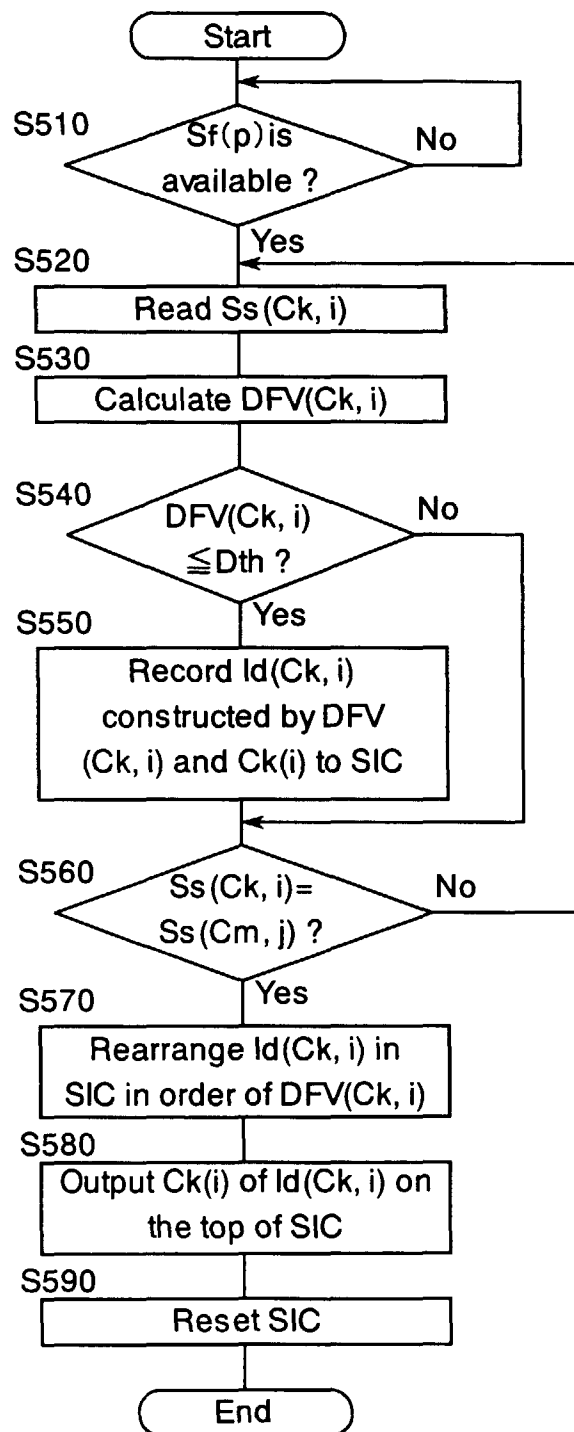 Start
S510
Sf(p) is
available ?
No
Yes
S520
Read Ss(Ck, i)
S530
Calculate DFV(Ck, i)
S540
DFV(Ck, i)
≦Dth ?
No
Yes
S550
Record Id(Ck, i)
constructed by DFV
(Ck, i) and Ck(i) to SIC
S560
Ss(Ck, i)=
Ss(Cm, j) ?
No
Yes
S570
Rearrange Id(Ck, i) in
SIC in order of DFV(Ck, i)
S580
Output Ck(i) of Id(Ck, i) on
the top of SIC
S590
Reset SIC
End